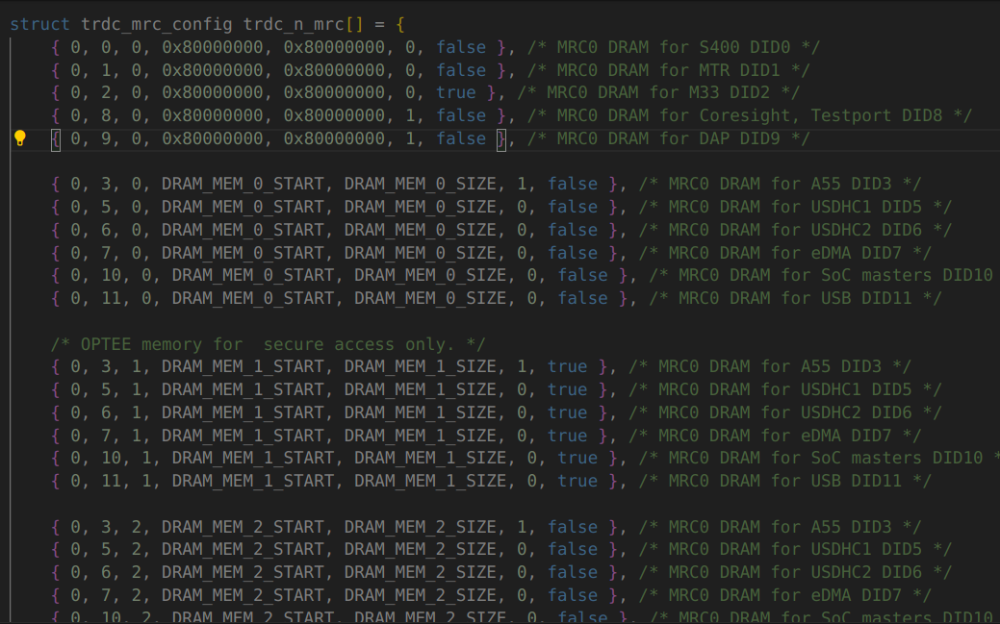 struct trdc_mrc_config trdc_n_mrc[] = {
{ 0, 0, 0, 0x80000000, 0x80000000, 0, false }, /* MRC0 DRAM for S400 DID0 */
{ 0, 1, 0, 0x80000000, 0x80000000, 0, false }, /* MRC0 DRAM for MTR DID1 */
{ 0, 2, 0, 0x80000000, 0x80000000, 0, true }, /* MRC0 DRAM for M33 DID2 */
{ 0, 8, 0, 0x80000000, 0x80000000, 1, false }, /* MRC0 DRAM for Coresight, Testport DID8 */
{ 0, 9, 0, 0x80000000, 0x80000000, 1, false }, /* MRC0 DRAM for DAP DID9 */
{ 0, 3, 0, DRAM_MEM_0_START, DRAM_MEM_0_SIZE, 1, false }, /* MRC0 DRAM for A55 DID3 */
{ 0, 5, 0, DRAM_MEM_0_START, DRAM_MEM_0_SIZE, 0, false }, /* MRC0 DRAM for USDHC1 DID5 */
{ 0, 6, 0, DRAM_MEM_0_START, DRAM_MEM_0_SIZE, 0, false }, /* MRC0 DRAM for USDHC2 DID6 */
{ 0, 7, 0, DRAM_MEM_0_START, DRAM_MEM_0_SIZE, 0, false }, /* MRC0 DRAM for eDMA DID7 */
{ 0, 10, 0, DRAM_MEM_0_START, DRAM_MEM_0_SIZE, 0, false }, /* MRC0 DRAM for SoC masters DID10
{ 0, 11, 0, DRAM_MEM_0_START, DRAM_MEM_0_SIZE, 0, false }, /* MRC0 DRAM for USB DID11 */
/* OPTEE memory for  secure access only. */
{ 0, 3, 1, DRAM_MEM_1_START, DRAM_MEM_1_SIZE, 1, true }, /* MRC0 DRAM for A55 DID3 */
{ 0, 5, 1, DRAM_MEM_1_START, DRAM_MEM_1_SIZE, 0, true }, /* MRC0 DRAM for USDHC1 DID5 */
{ 0, 6, 1, DRAM_MEM_1_START, DRAM_MEM_1_SIZE, 0, true }, /* MRC0 DRAM for USDHC2 DID6 */
{ 0, 7, 1, DRAM_MEM_1_START, DRAM_MEM_1_SIZE, 0, true }, /* MRC0 DRAM for eDMA DID7 */
{ 0, 10, 1, DRAM_MEM_1_START, DRAM_MEM_1_SIZE, 0, true }, /* MRC0 DRAM for SoC masters DID10 *
{ 0, 11, 1, DRAM_MEM_1_START, DRAM_MEM_1_SIZE, 0, true }, /* MRC0 DRAM for USB DID11 */
{ 0, 3, 2, DRAM_MEM_2_START, DRAM_MEM_2_SIZE, 1, false }, /* MRC0 DRAM for A55 DID3 */
{ 0, 5, 2, DRAM_MEM_2_START, DRAM_MEM_2_SIZE, 0, false }, /* MRC0 DRAM for USDHC1 DID5 */
{ 0, 6, 2, DRAM_MEM_2_START, DRAM_MEM_2_SIZE, 0, false }, /* MRC0 DRAM for USDHC2 DID6 */
{ 0, 7, 2, DRAM_MEM_2_START, DRAM_MEM_2_SIZE, 0, false }, /* MRC0 DRAM for eDMA DID7 */
{ 0, 10, 2, DRAM_MEM_2_START, DRAM_MEM_2_SIZE, 0, false }, /* MRC0 DRAM for SoC masters DID10